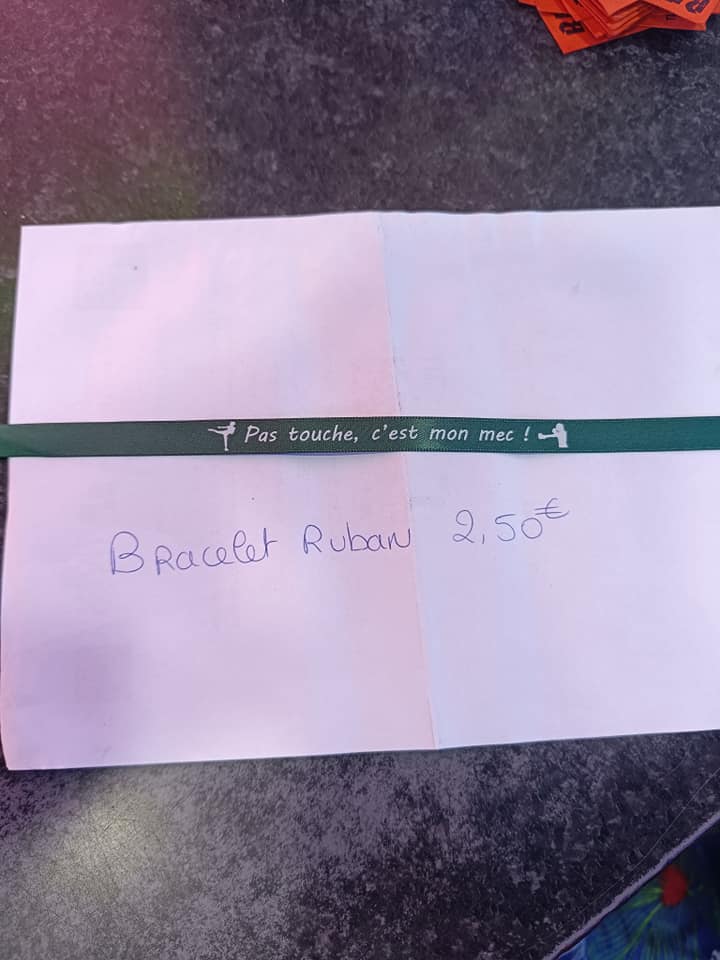 Pas touche, c'est mon mec !
Bracelet Ruban 2,50€